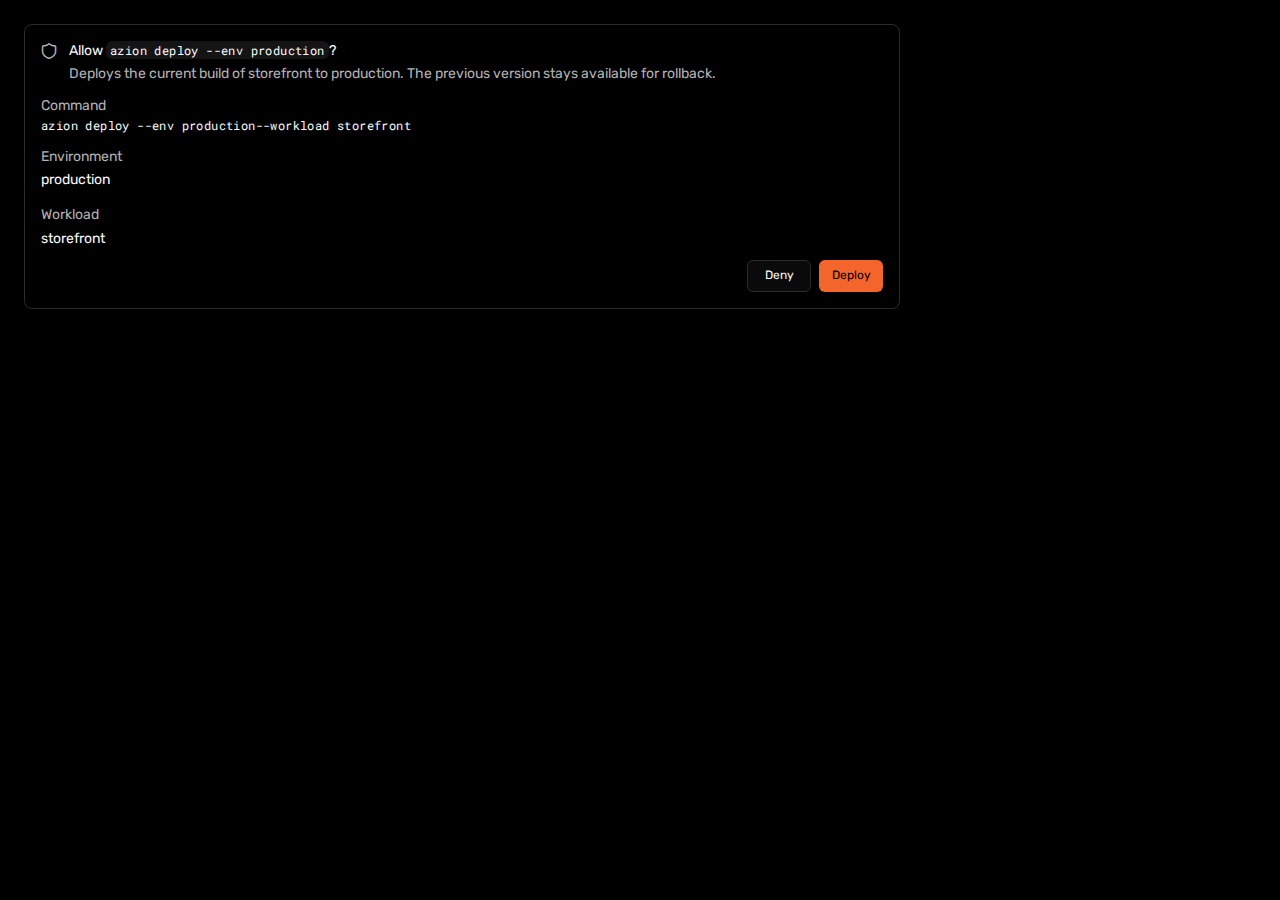 Allow azion deploy --env production ?
Deploys the current build of storefront to production. The previous version stays available for rollback.
Command
azion deploy --env production--workload storefront
Environment
production
Workload
storefront
Deny Deploy